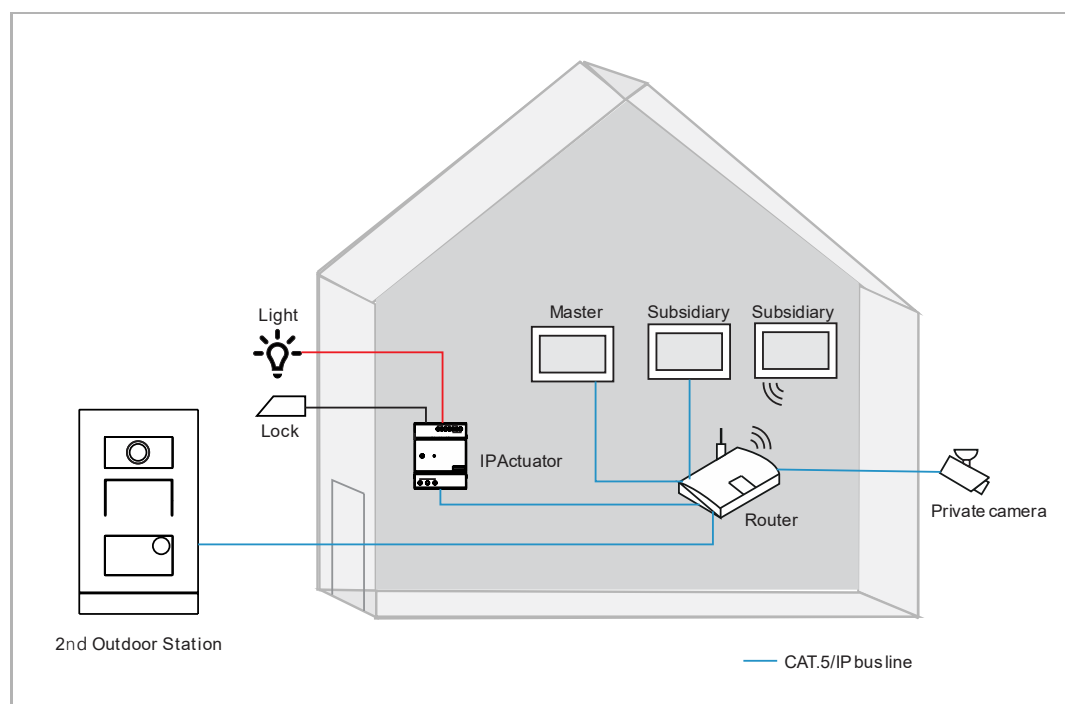 Light
Master
Subsidiary
Subsidiary
Lock
IPActuator
Router
Private camera
2nd Outdoor Station
CAT.5/IP bus line